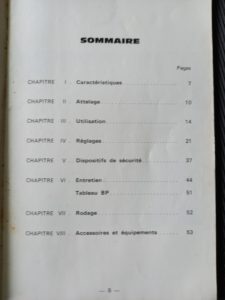 SOMMAIRE
Pages
CHAPITRE I Caractéristiques 7
CHAPITRE II Attelage 10
CHAPITRE III Utilisation 14
CHAPITRE IV Réglages 21
CHAPITRE V Dispositifs de sécurité 37
CHAPITRE VI Entretien 44
Tableau BP 51
CHAPITRE VII Rodage 52
CHAPITRE VIII Accessoires et équipements 53